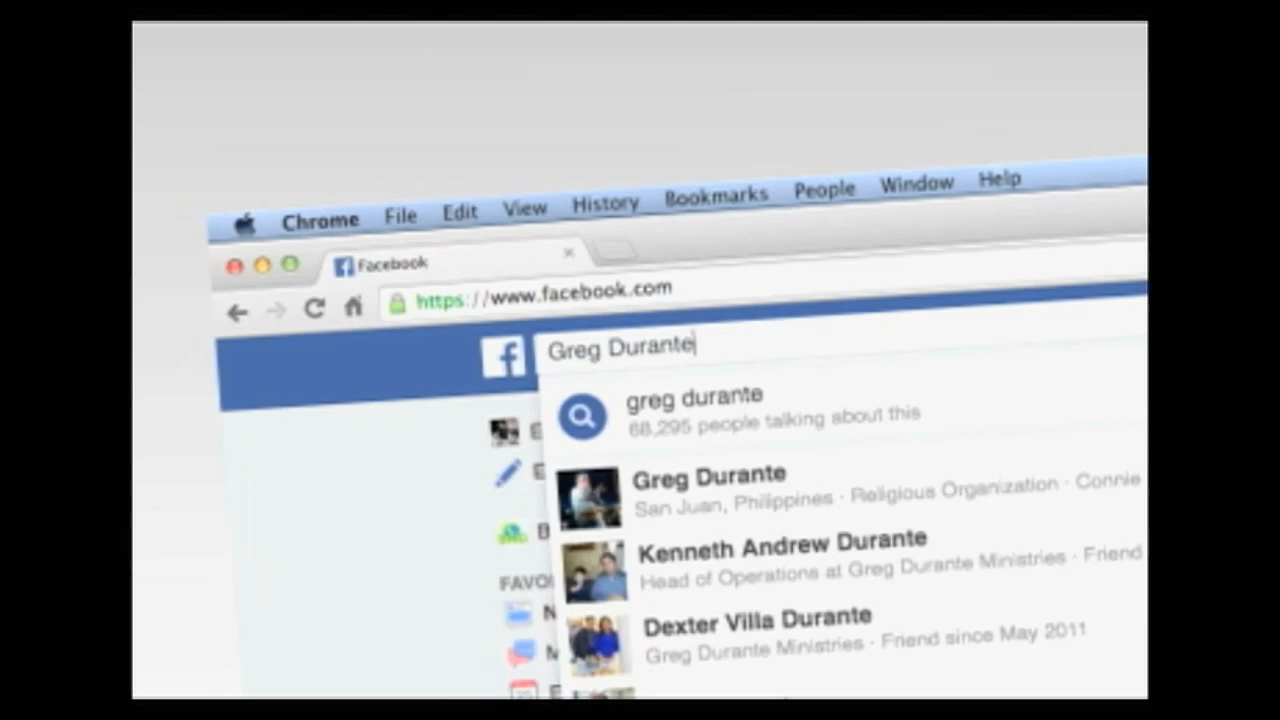 Chrome File Edit View History Bookmarks People Window Help
Facebook
https://www.facebook.com
Greg Durante
greg durante
68,295 people talking about this
Greg Durante
San Juan, Philippines · Religious Organization · Connie
Kenneth Andrew Durante
Head of Operations at Greg Durante Ministries · Friend
FAVO
Dexter Villa Durante
Greg Durante Ministries · Friend since May 2011